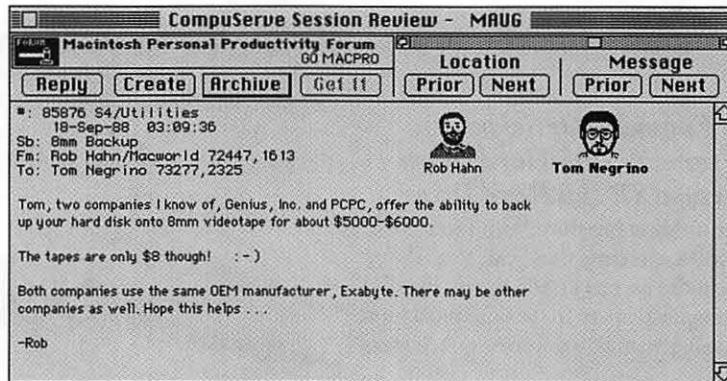 CompuServe Session Review - MAUG
FORUM
Macintosh Personal Productivity Forum
GO MACPRO
Reply Create Archive Get It
Location
Prior Next
Message
Prior Next
#: 85876 S4/Utilities
18-Sep-88 03:09:36
Sb: 8mm Backup
Fm: Rob Hahn/Macworld 72447,1613
To: Tom Negrino 73277,2325
Rob Hahn
Tom Negrino
Tom, two companies I know of, Genius, Inc. and PCPC, offer the ability to back
up your hard disk onto 8mm videotape for about $5000-$6000.
The tapes are only $8 though! :-)
Both companies use the same OEM manufacturer, Exabyte. There may be other
companies as well. Hope this helps . . .
-Rob